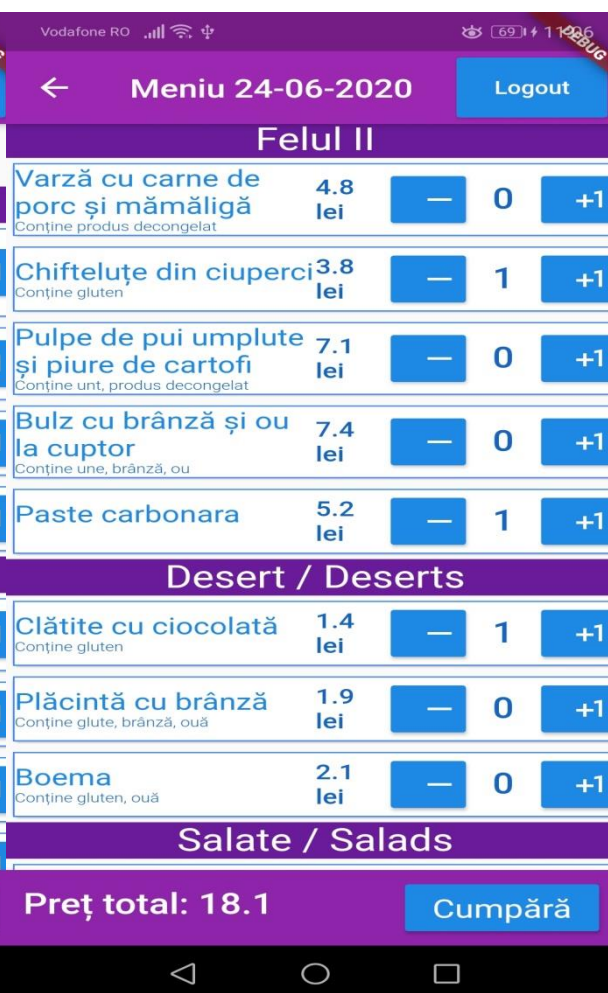 Vodafone RO 69 11:06
DEBUG
Meniu 24-06-2020 Logout
Felul II
Varză cu carne de 4.8
porc și mămăligă lei — 0 +1
Conține produs decongelat
Chifteluțe din ciuperci 3.8
Conține gluten lei — 1 +1
Pulpe de pui umplute 7.1
și piure de cartofi lei — 0 +1
Conține unt, produs decongelat
Bulz cu brânză și ou 7.4
la cuptor lei — 0 +1
Conține une, brânză, ou
Paste carbonara 5.2
lei — 1 +1
Desert / Deserts
Clătite cu ciocolată 1.4
Conține gluten lei — 1 +1
Plăcintă cu brânză 1.9
Conține glute, brânză, ouă lei — 0 +1
Boema 2.1
Conține gluten, ouă lei — 0 +1
Salate / Salads
Preț total: 18.1 Cumpără